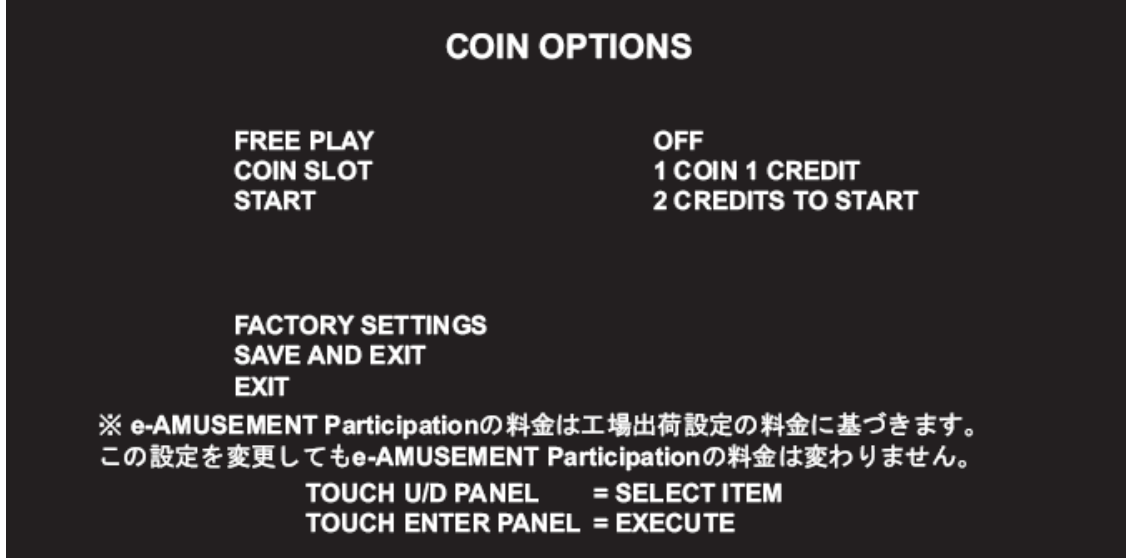 COIN OPTIONS
FREE PLAY OFF
COIN SLOT 1 COIN 1 CREDIT
START 2 CREDITS TO START
FACTORY SETTINGS
SAVE AND EXIT
EXIT
※ e-AMUSEMENT Participationの料金は工場出荷設定の料金に基づきます。
この設定を変更してもe-AMUSEMENT Participationの料金は変わりません。
TOUCH U/D PANEL = SELECT ITEM
TOUCH ENTER PANEL = EXECUTE